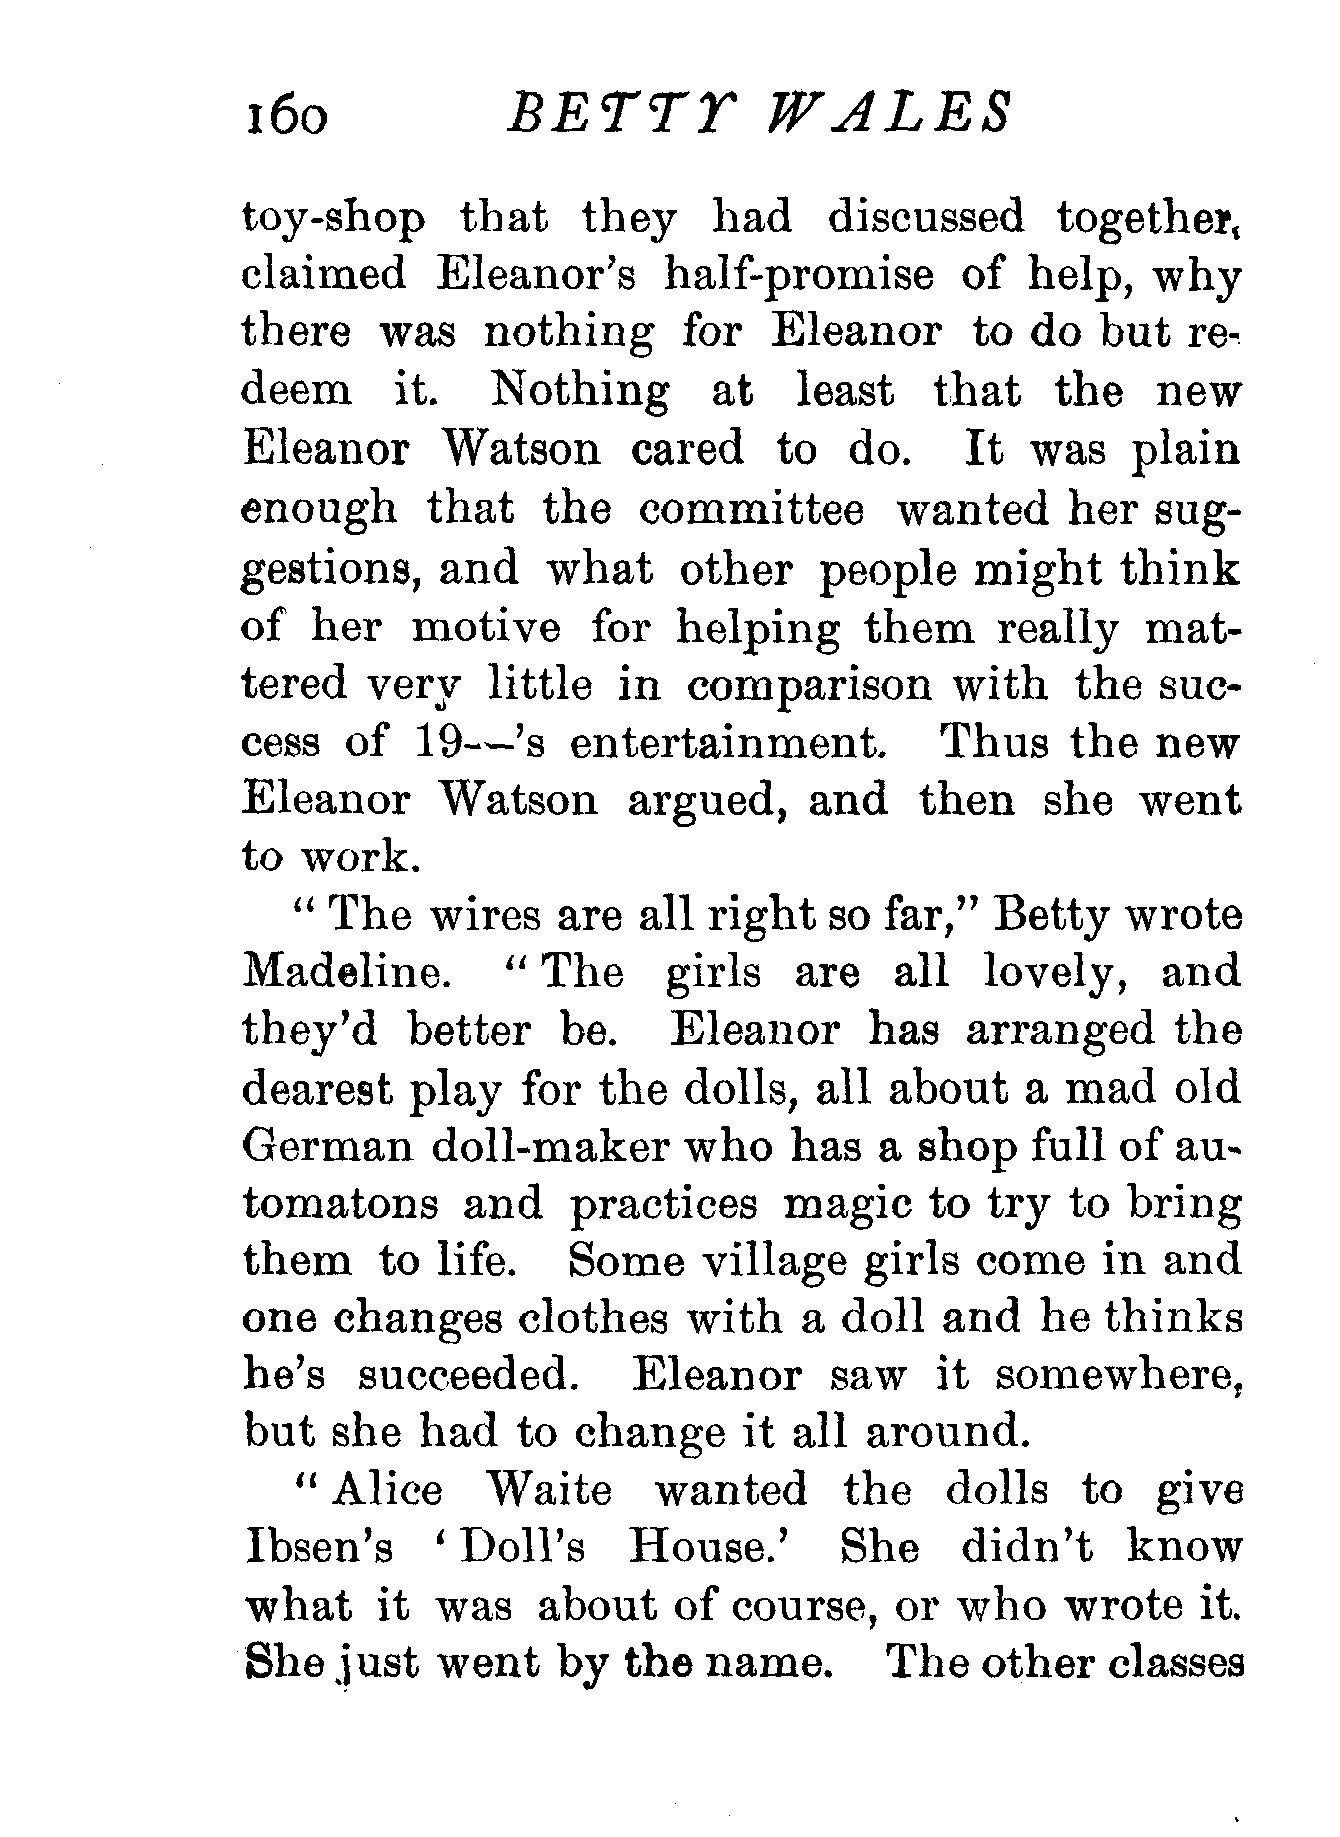 160 BETTY WALES
toy-shop that they had discussed together,
claimed Eleanor's half-promise of help, why
there was nothing for Eleanor to do but re-
deem it. Nothing at least that the new
Eleanor Watson cared to do. It was plain
enough that the committee wanted her sug-
gestions, and what other people might think
of her motive for helping them really mat-
tered very little in comparison with the suc-
cess of 19--'s entertainment. Thus the new
Eleanor Watson argued, and then she went
to work.
" The wires are all right so far," Betty wrote
Madeline. " The girls are all lovely, and
they'd better be. Eleanor has arranged the
dearest play for the dolls, all about a mad old
German doll-maker who has a shop full of au-
tomatons and practices magic to try to bring
them to life. Some village girls come in and
one changes clothes with a doll and he thinks
he's succeeded. Eleanor saw it somewhere,
but she had to change it all around.
" Alice Waite wanted the dolls to give
Ibsen's ' Doll's House.' She didn't know
what it was about of course, or who wrote it.
She just went by the name. The other classes